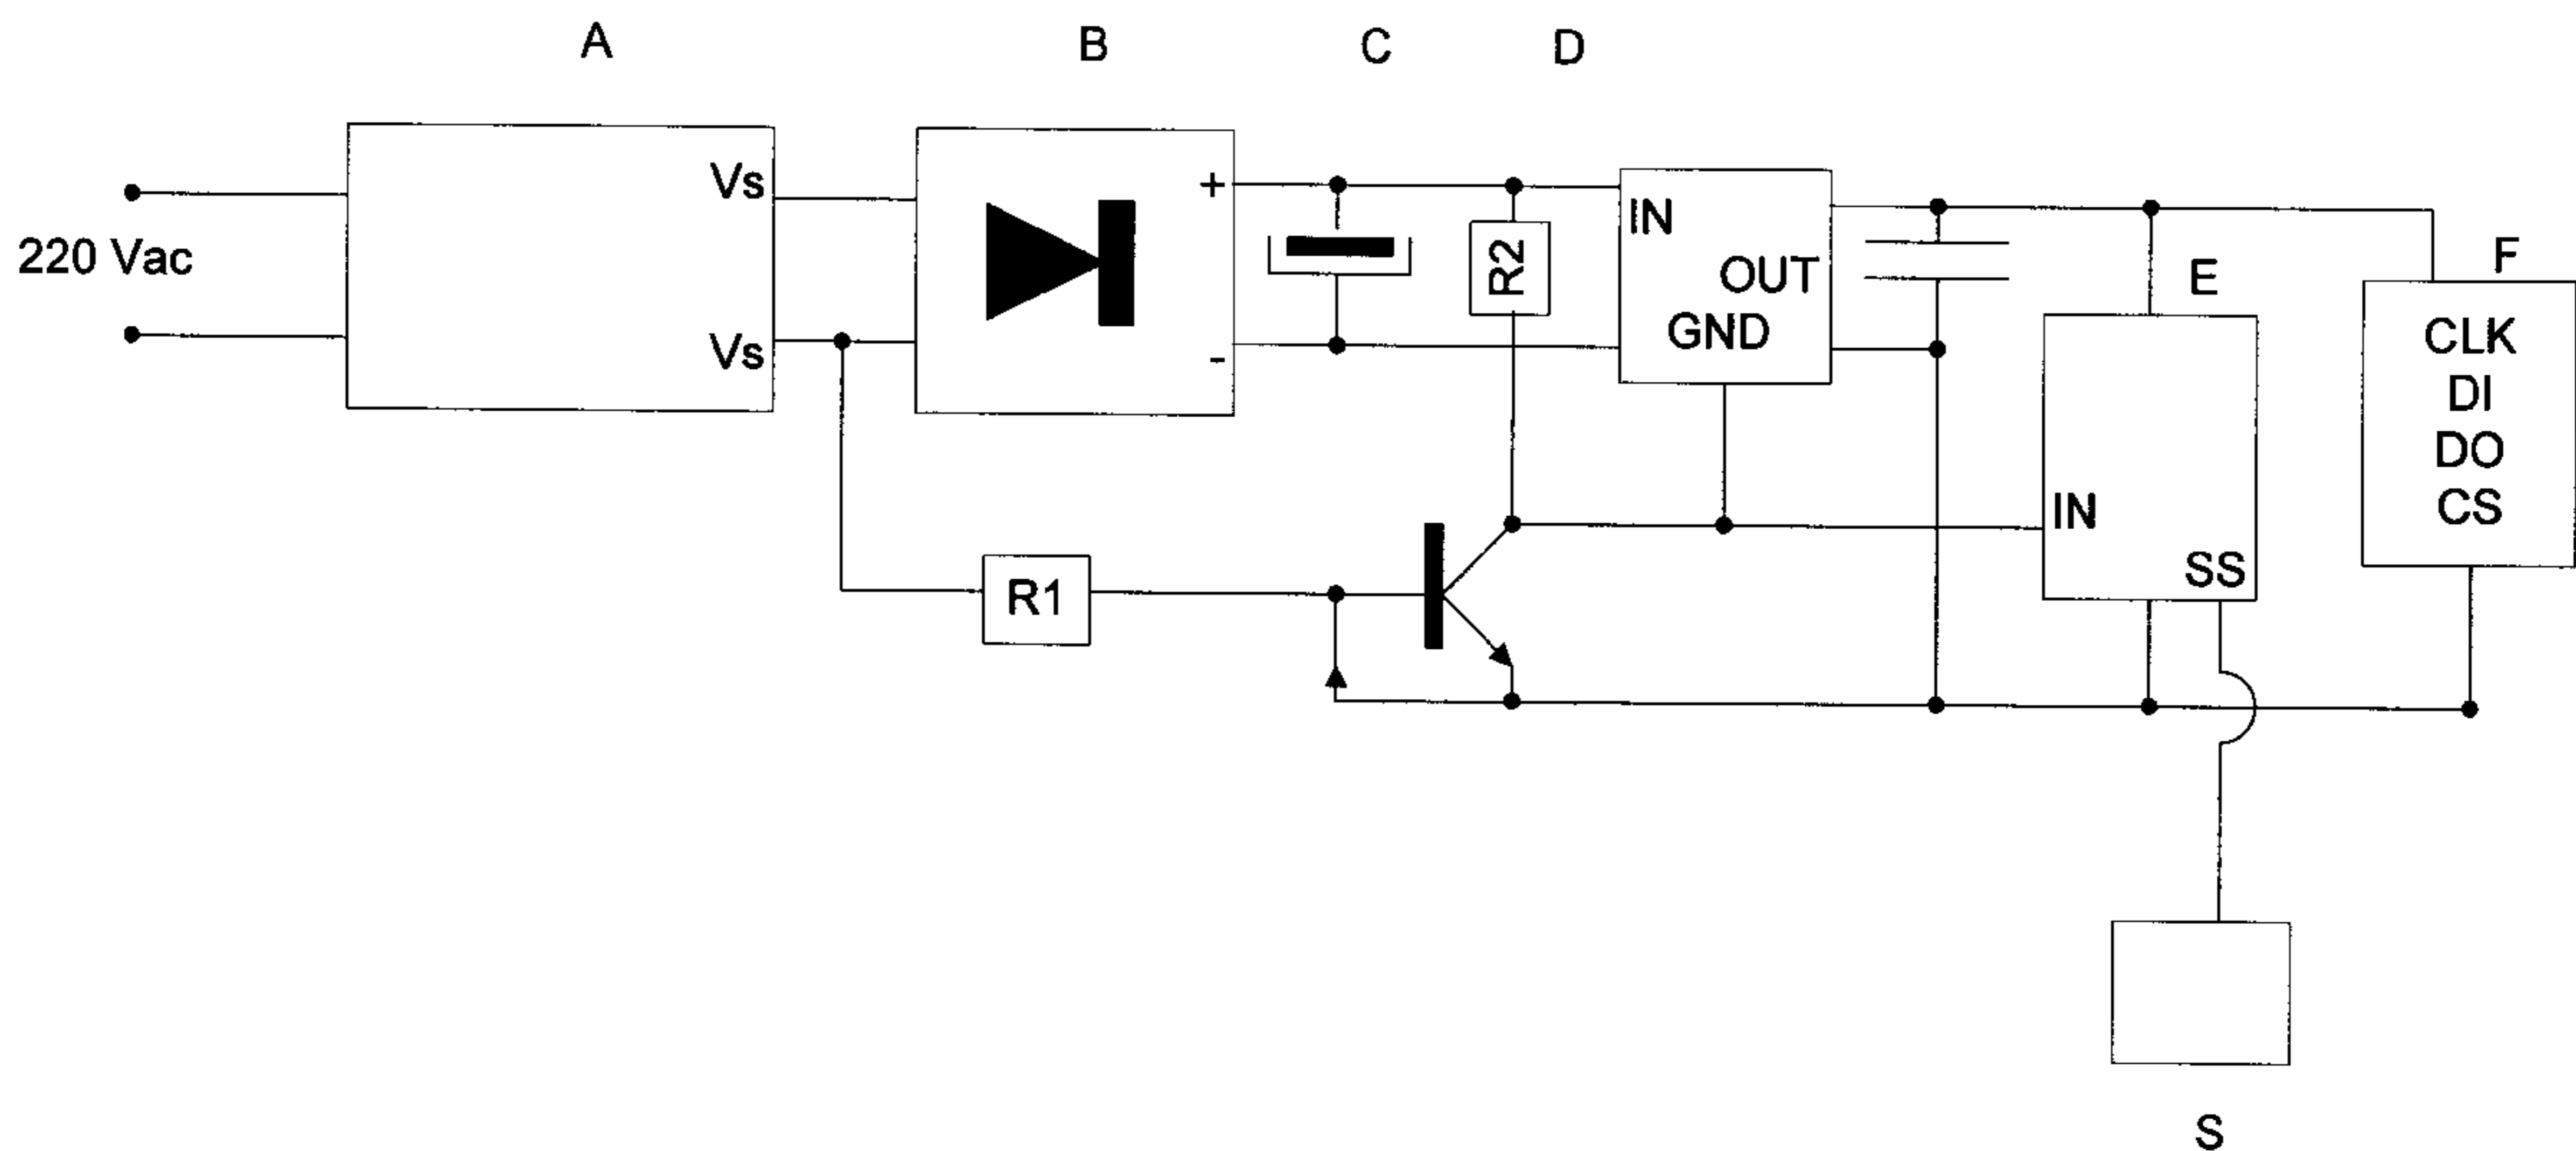 A
B
C
D
Vs
+
IN
220 Vac
R2
E
F
OUT
GND
Vs
-
CLK
DI
DO
CS
IN
SS
R1
S